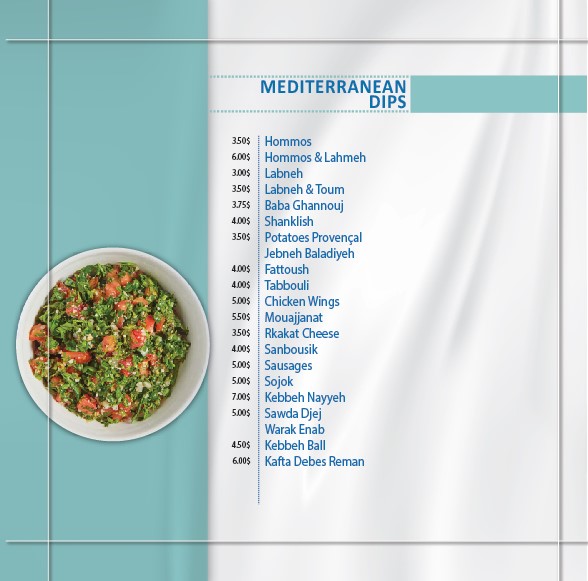 MEDITERRANEAN
DIPS
3.50$ Hommos
6.00$ Hommos & Lahmeh
3.00$ Labneh
3.50$ Labneh & Toum
3.75$ Baba Ghannouj
4.00$ Shanklish
3.50$ Potatoes Provençal
Jebneh Baladiyeh
4.00$ Fattoush
4.00$ Tabbouli
5.00$ Chicken Wings
5.50$ Mouajjanat
3.50$ Rkakat Cheese
4.00$ Sanbousik
5.00$ Sausages
5.00$ Sojok
7.00$ Kebbeh Nayyeh
5.00$ Sawda Djej
Warak Enab
4.50$ Kebbeh Ball
6.00$ Kafta Debes Reman